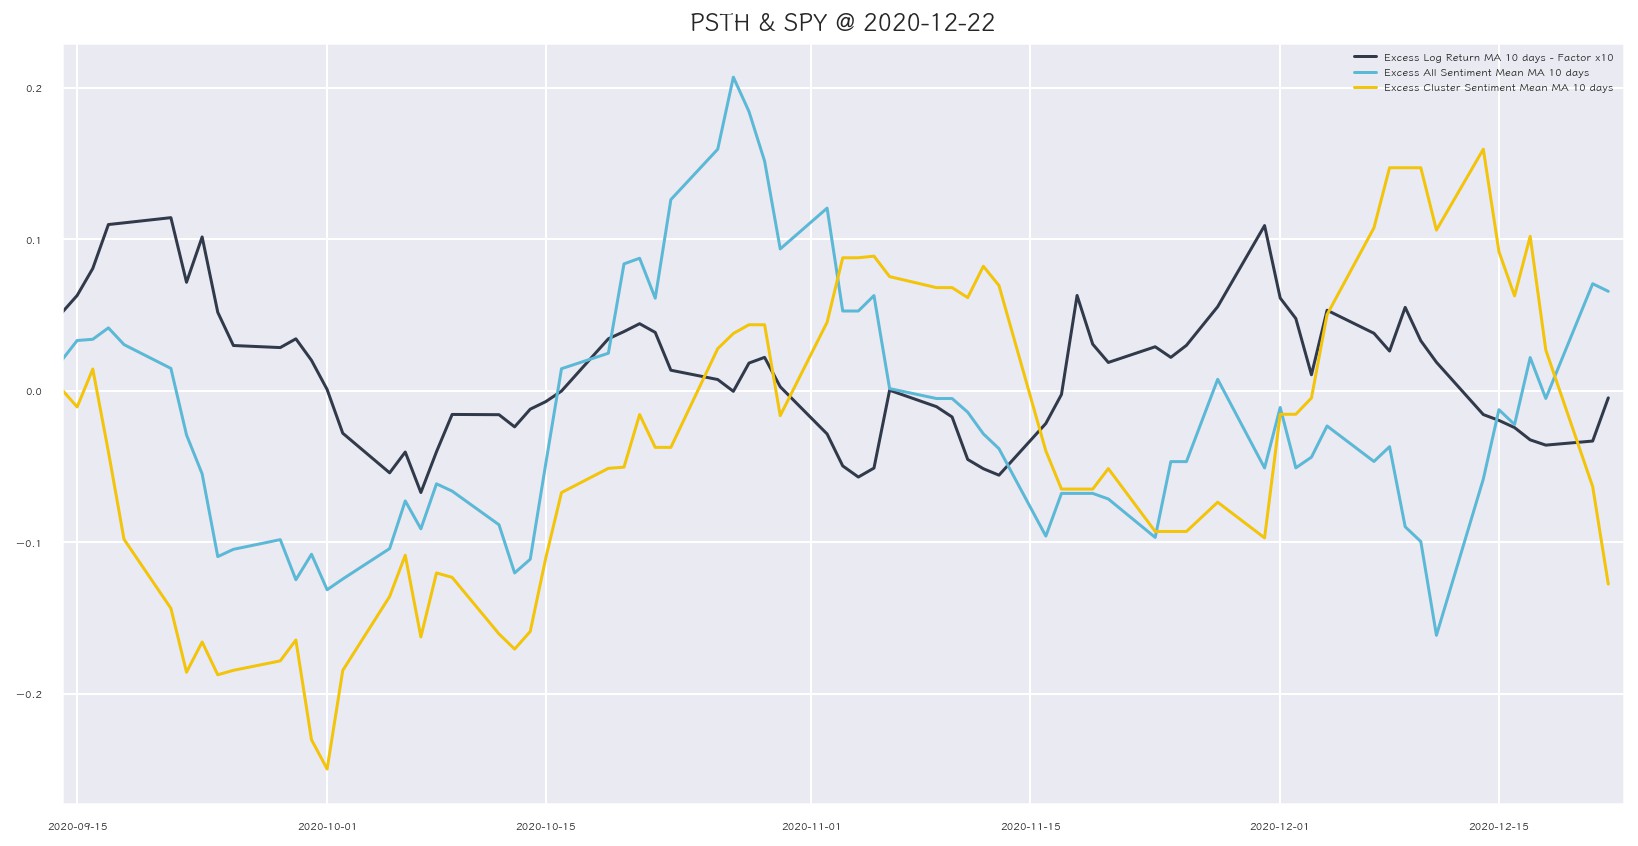 PSTH & SPY @ 2020-12-22
Excess Log Return MA 10 days - Factor x10
Excess All Sentiment Mean MA 10 days
Excess Cluster Sentiment Mean MA 10 days
0.2
0.1
0.0
−0.1
−0.2
2020-09-15 2020-10-01 2020-10-15 2020-11-01 2020-11-15 2020-12-01 2020-12-15